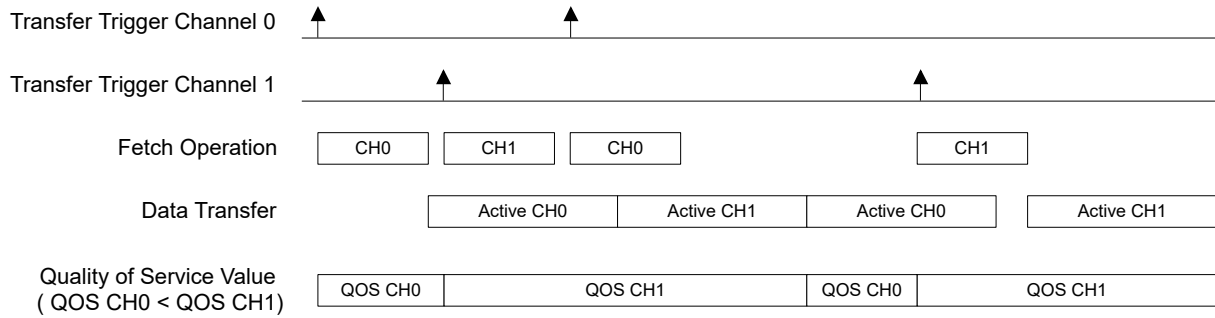 Transfer Trigger Channel 0
Transfer Trigger Channel 1
Fetch Operation
CH0
CH1
CH0
CH1
Data Transfer
Active CH0
Active CH1
Active CH0
Active CH1
Quality of Service Value
( QOS CH0 < QOS CH1)
QOS CH0
QOS CH1
QOS CH0
QOS CH1